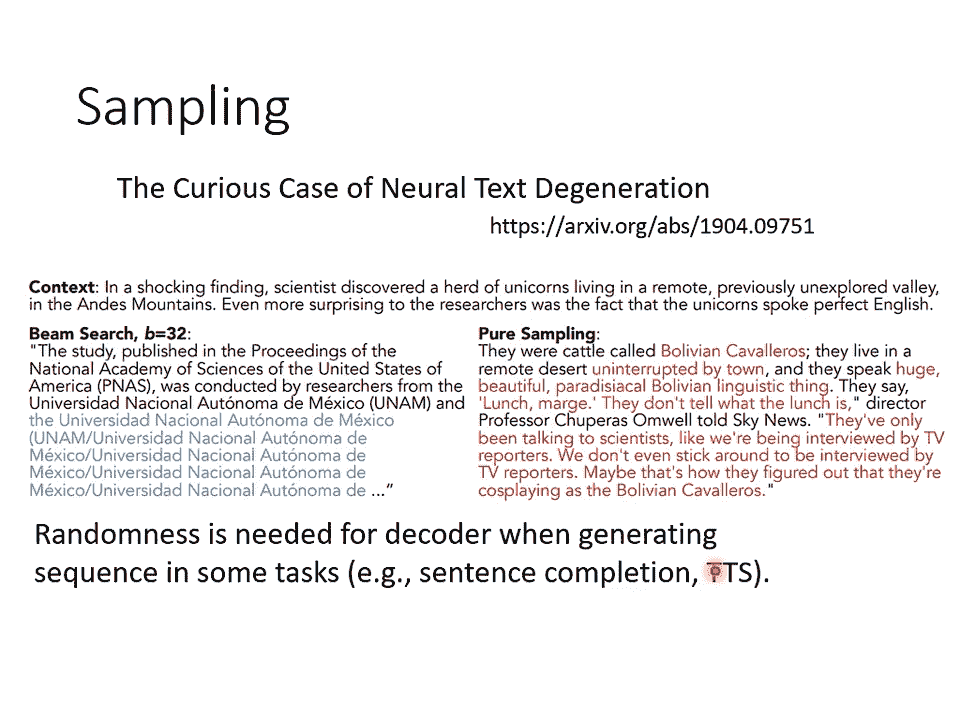 Sampling
The Curious Case of Neural Text Degeneration
https://arxiv.org/abs/1904.09751
Context: In a shocking finding, scientist discovered a herd of unicorns living in a remote, previously unexplored valley,
in the Andes Mountains. Even more surprising to the researchers was the fact that the unicorns spoke perfect English.
Beam Search, b=32:
"The study, published in the Proceedings of the
National Academy of Sciences of the United States of
America (PNAS), was conducted by researchers from the
Universidad Nacional Autónoma de México (UNAM) and
the Universidad Nacional Autónoma de México
(UNAM/Universidad Nacional Autónoma de
México/Universidad Nacional Autónoma de
México/Universidad Nacional Autónoma de
México/Universidad Nacional Autónoma de ..."
Pure Sampling:
They were cattle called Bolivian Cavalleros; they live in a
remote desert uninterrupted by town, and they speak huge,
beautiful, paradisiacal Bolivian linguistic thing. They say,
'Lunch, marge.' They don't tell what the lunch is," director
Professor Chuperas Omwell told Sky News. "They've only
been talking to scientists, like we're being interviewed by TV
reporters. We don't even stick around to be interviewed by
TV reporters. Maybe that's how they figured out that they're
cosplaying as the Bolivian Cavalleros."
Randomness is needed for decoder when generating
sequence in some tasks (e.g., sentence completion, TTS).